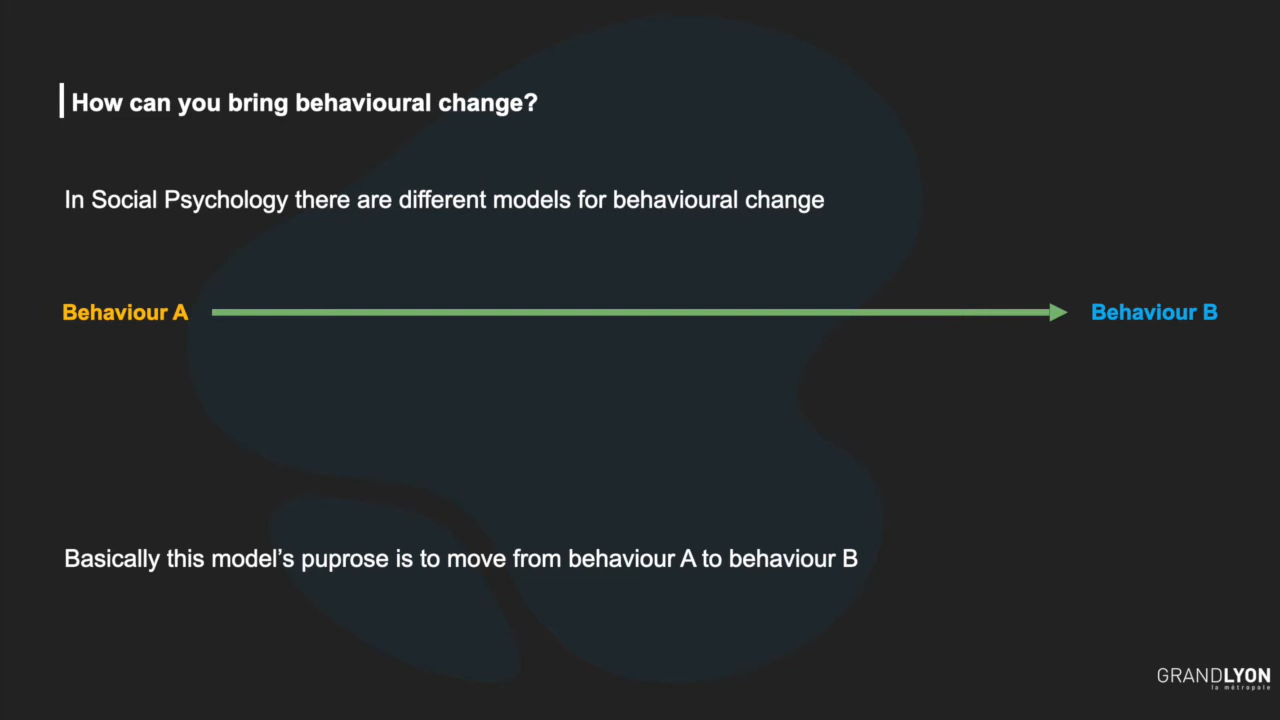 How can you bring behavioural change?
In Social Psychology there are different models for behavioural change
Behaviour A
Behaviour B
Basically this model’s puprose is to move from behaviour A to behaviour B
GRANDLYON
la métropole